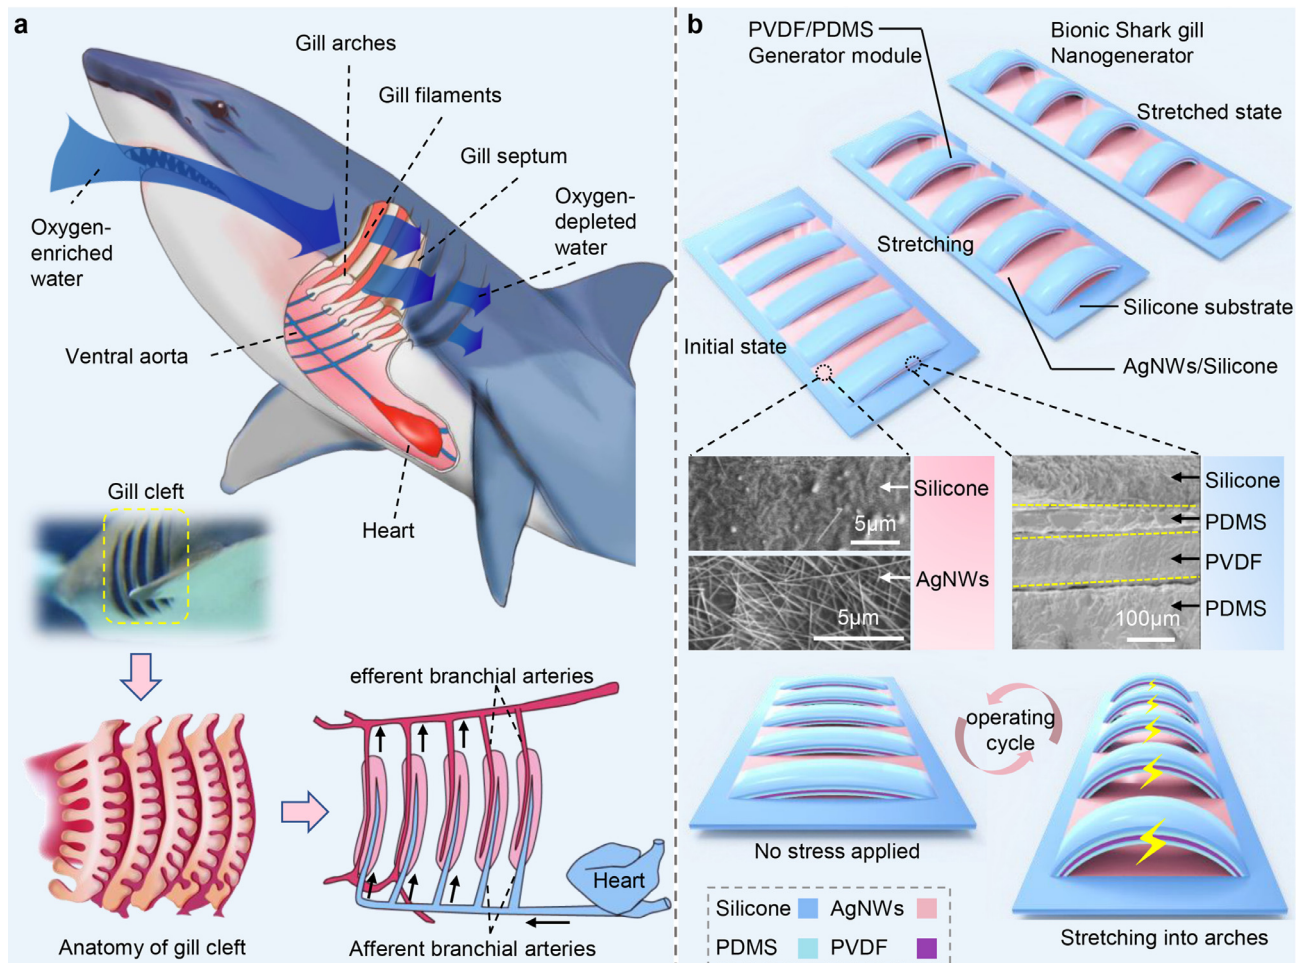 a
Gill arches
Gill filaments
Gill septum
Oxygen-
depleted
water
Oxygen-
enriched
water
Ventral aorta
Heart
Gill cleft
efferent branchial arteries
Heart
Anatomy of gill cleft
Afferent branchial arteries
b
PVDF/PDMS
Generator module
Bionic Shark gill
Nanogenerator
Stretched state
Stretching
Silicone substrate
Initial state
AgNWs/Silicone
Silicone
5μm
AgNWs
5μm
Silicone
PDMS
PVDF
PDMS
100μm
operating
cycle
No stress applied
Stretching into arches
Silicone AgNWs
PDMS PVDF